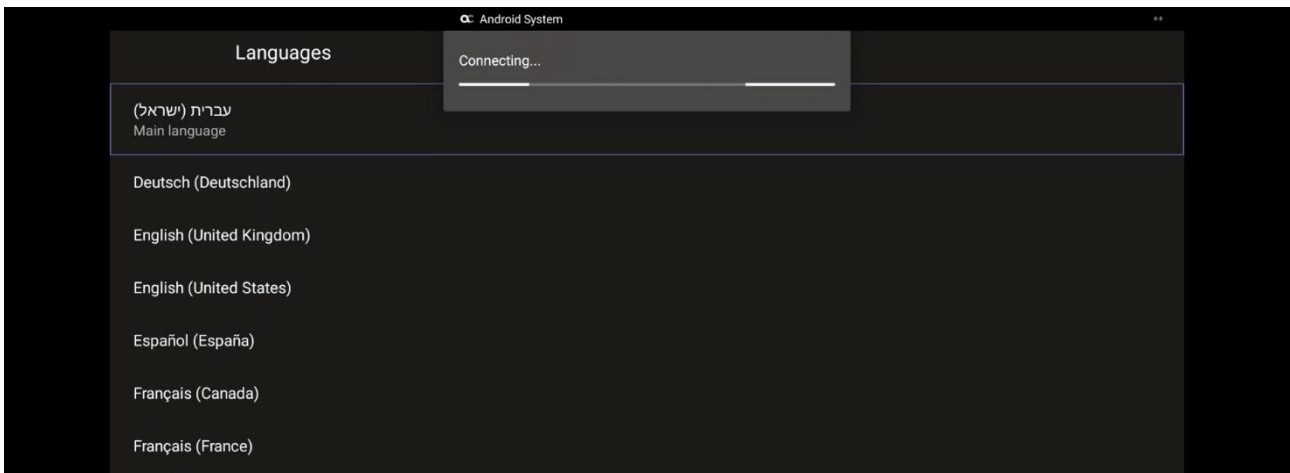 Android System
Languages
Connecting...
עברית (ישראל)
Main language
Deutsch (Deutschland)
English (United Kingdom)
English (United States)
Español (España)
Français (Canada)
Français (France)